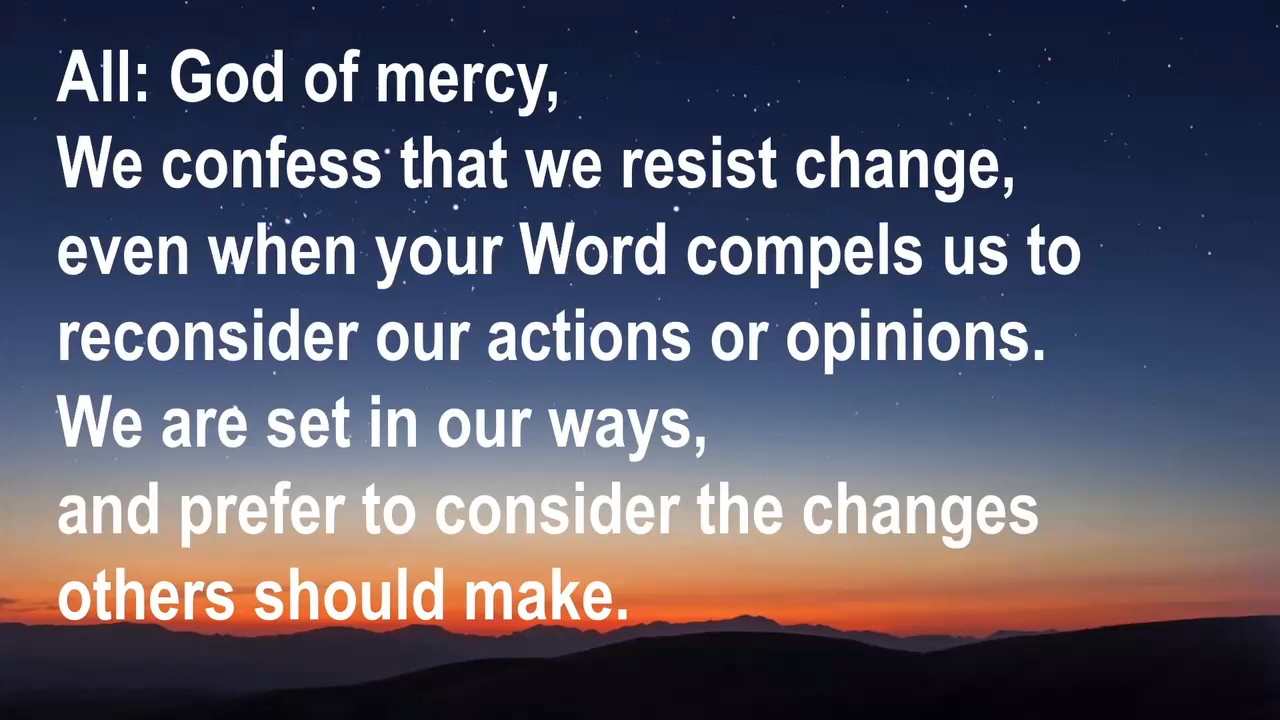 All: God of mercy,
We confess that we resist change,
even when your Word compels us to
reconsider our actions or opinions.
We are set in our ways,
and prefer to consider the changes
others should make.